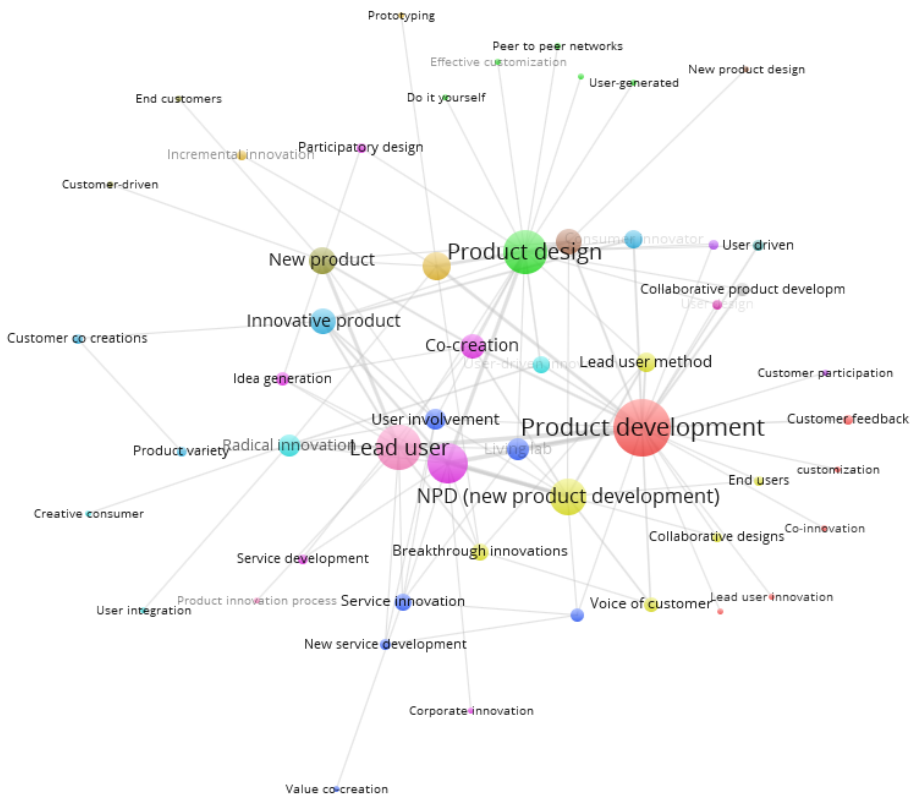 Prototyping
Peer to peer networks
Effective customization
New product design
User-generated
End customers
Do it yourself
Participatory design
Incremental innovation
Customer-driven
Consumer innovator
User driven
Product design
New product
Collaborative product developm
User design
Innovative product
Customer co creations
Co-creation
Lead user method
User-driven innovation
Customer participation
Idea generation
User involvement
Customer feedback
Product development
Radical innovation
Lead user
Living lab
Product variety
customization
End users
NPD (new product development)
Creative consumer
Co-innovation
Collaborative designs
Breakthrough innovations
Service development
Lead user innovation
Product innovation process
Service innovation
Voice of customer
User integration
New service development
Corporate innovation
Value co-creation